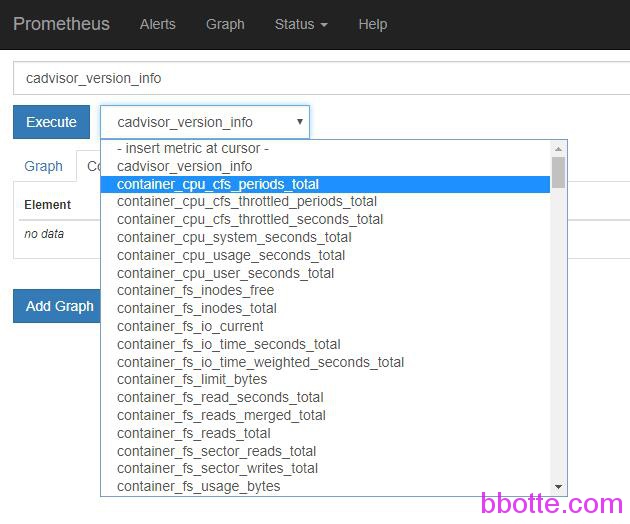 Prometheus Alerts Graph Status Help
cadvisor_version_info
Execute cadvisor_version_info
- insert metric at cursor -
Graph Co cadvisor_version_info
container_cpu_cfs_periods_total
Element container_cpu_cfs_throttled_periods_total
container_cpu_cfs_throttled_seconds_total
no data container_cpu_system_seconds_total
container_cpu_usage_seconds_total
container_cpu_user_seconds_total
container_fs_inodes_free
Add Graph container_fs_inodes_total
container_fs_io_current
container_fs_io_time_seconds_total
container_fs_io_time_weighted_seconds_total
container_fs_limit_bytes
container_fs_read_seconds_total
container_fs_reads_merged_total
container_fs_reads_total
container_fs_sector_reads_total
container_fs_sector_writes_total
container_fs_usage_bytes
bbotte.com